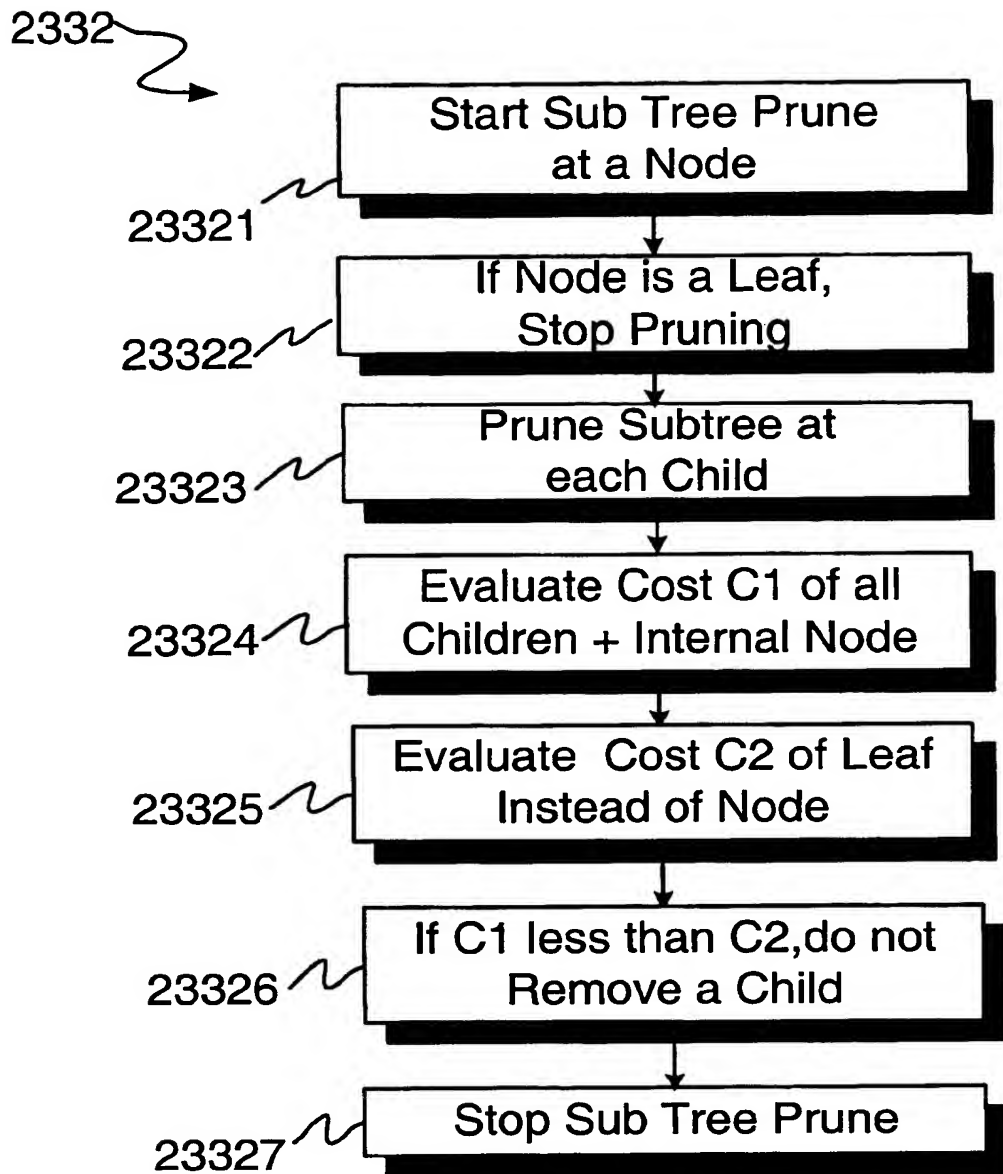 2332
Start Sub Tree Prune
at a Node
23321
If Node is a Leaf,
Stop Pruning
23322
Prune Subtree at
each Child
23323
Evaluate Cost C1 of all
Children + Internal Node
23324
Evaluate Cost C2 of Leaf
Instead of Node
23325
If C1 less than C2,do not
Remove a Child
23326
Stop Sub Tree Prune
23327